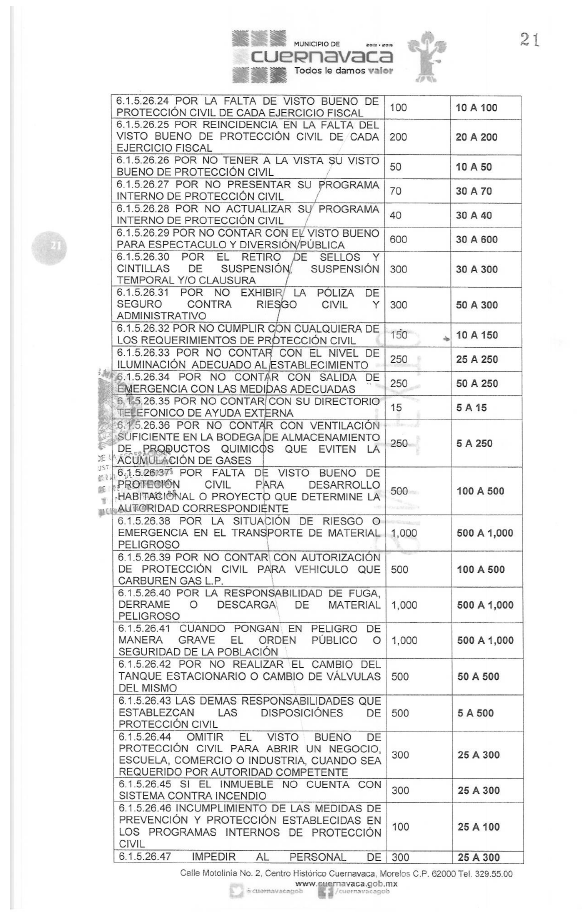 21
MUNICIPIO DE
CUERNAVACA
Todos le damos valor
6.1.5.26.24 POR LA FALTA DE VISTO BUENO DE
PROTECCIÓN CIVIL DE CADA EJERCICIO FISCAL
100
10 A 100
6.1.5.26.25 POR REINCIDENCIA EN LA FALTA DEL
VISTO BUENO DE PROTECCIÓN CIVIL DE CADA
EJERCICIO FISCAL
200
20 A 200
6.1.5.26.26 POR NO TENER A LA VISTA SU VISTO
BUENO DE PROTECCIÓN CIVIL
50
10 A 50
6.1.5.26.27 POR NO PRESENTAR SU PROGRAMA
INTERNO DE PROTECCIÓN CIVIL
70
30 A 70
6.1.5.26.28 POR NO ACTUALIZAR SU PROGRAMA
INTERNO DE PROTECCIÓN CIVIL
40
30 A 40
6.1.5.26.29 POR NO CONTAR CON EL VISTO BUENO
PARA ESPECTACULO Y DIVERSIÓN PÚBLICA
600
30 A 600
6.1.5.26.30 POR EL RETIRO DE SELLOS Y
CINTILLAS DE SUSPENSIÓN, SUSPENSIÓN
TEMPORAL Y/O CLAUSURA
300
30 A 300
6.1.5.26.31 POR NO EXHIBIR LA PÓLIZA DE
SEGURO CONTRA RIESGO CIVIL Y
ADMINISTRATIVO
300
50 A 300
6.1.5.26.32 POR NO CUMPLIR CON CUALQUIERA DE
LOS REQUERIMIENTOS DE PROTECCIÓN CIVIL
150
10 A 150
6.1.5.26.33 POR NO CONTAR CON EL NIVEL DE
ILUMINACIÓN ADECUADO AL ESTABLECIMIENTO
250
25 A 250
6.1.5.26.34 POR NO CONTAR CON SALIDA DE
EMERGENCIA CON LAS MEDIDAS ADECUADAS
250
50 A 250
6.1.5.26.35 POR NO CONTAR CON SU DIRECTORIO
TELEFONICO DE AYUDA EXTERNA
15
5 A 15
6.1.5.26.36 POR NO CONTAR CON VENTILACIÓN
SUFICIENTE EN LA BODEGA DE ALMACENAMIENTO
DE PRODUCTOS QUIMICOS QUE EVITEN LA
ACUMULACIÓN DE GASES
250
5 A 250
6.1.5.26.37 POR FALTA DE VISTO BUENO DE
PROTECIÓN CIVIL PARA DESARROLLO
HABITACIONAL O PROYECTO QUE DETERMINE LA
AUTORIDAD CORRESPONDIENTE
500
100 A 500
6.1.5.26.38 POR LA SITUACIÓN DE RIESGO O
EMERGENCIA EN EL TRANSPORTE DE MATERIAL
PELIGROSO
1,000
500 A 1,000
6.1.5.26.39 POR NO CONTAR CON AUTORIZACIÓN
DE PROTECCIÓN CIVIL PARA VEHICULO QUE
CARBUREN GAS L.P.
500
100 A 500
6.1.5.26.40 POR LA RESPONSABILIDAD DE FUGA,
DERRAME O DESCARGA DE MATERIAL
PELIGROSO
1,000
500 A 1,000
6.1.5.26.41 CUANDO PONGAN EN PELIGRO DE
MANERA GRAVE EL ORDEN PÚBLICO O
SEGURIDAD DE LA POBLACIÓN
1,000
500 A 1,000
6.1.5.26.42 POR NO REALIZAR EL CAMBIO DEL
TANQUE ESTACIONARIO O CAMBIO DE VÁLVULAS
DEL MISMO
500
50 A 500
6.1.5.26.43 LAS DEMAS RESPONSABILIDADES QUE
ESTABLEZCAN LAS DISPOSICIÓNES DE
PROTECCIÓN CIVIL
500
5 A 500
6.1.5.26.44 OMITIR EL VISTO BUENO DE
PROTECCIÓN CIVIL PARA ABRIR UN NEGOCIO,
ESCUELA, COMERCIO O INDUSTRIA, CUANDO SEA
REQUERIDO POR AUTORIDAD COMPETENTE
300
25 A 300
6.1.5.26.45 SI EL INMUEBLE NO CUENTA CON
SISTEMA CONTRA INCENDIO
300
25 A 300
6.1.5.26.46 INCUMPLIMIENTO DE LAS MEDIDAS DE
PREVENCIÓN Y PROTECCIÓN ESTABLECIDAS EN
LOS PROGRAMAS INTERNOS DE PROTECCIÓN
CIVIL
100
25 A 100
6.1.5.26.47 IMPEDIR AL PERSONAL DE
300
25 A 300
Calle Motolinía No. 2, Centro Histórico Cuernavaca, Morelos C.P. 62000 Tel. 329.55.00
www.cuernavaca.gob.mx
@cuernavacagob
/cuernavacagob
21